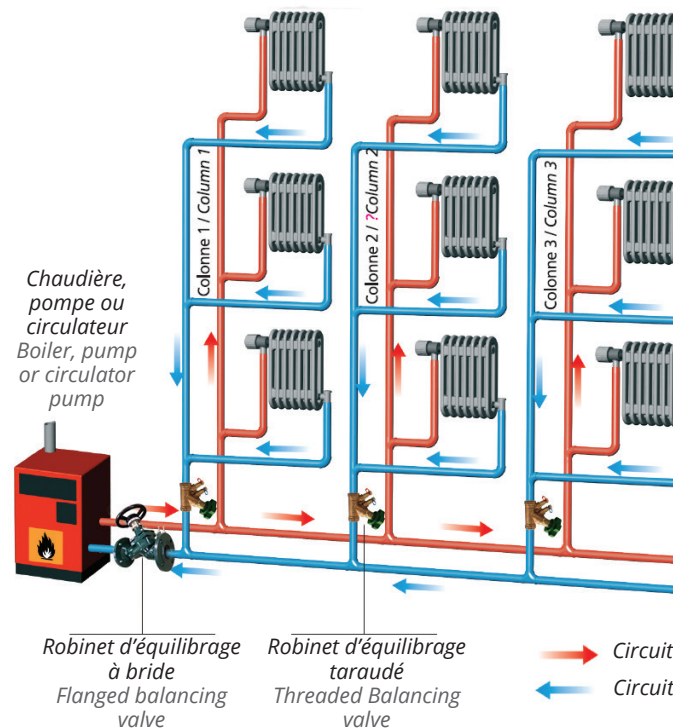 Colonne 1 / Column 1
Colonne 2 / ?Column 2
Colonne 3 / Column 3
Chaudière,
pompe ou
circulateur
Boiler, pump
or circulator
pump
Robinet d’équilibrage
à bride
Flanged balancing
valve
Robinet d’équilibrage
taraudé
Threaded Balancing
valve
Circuit
Circuit